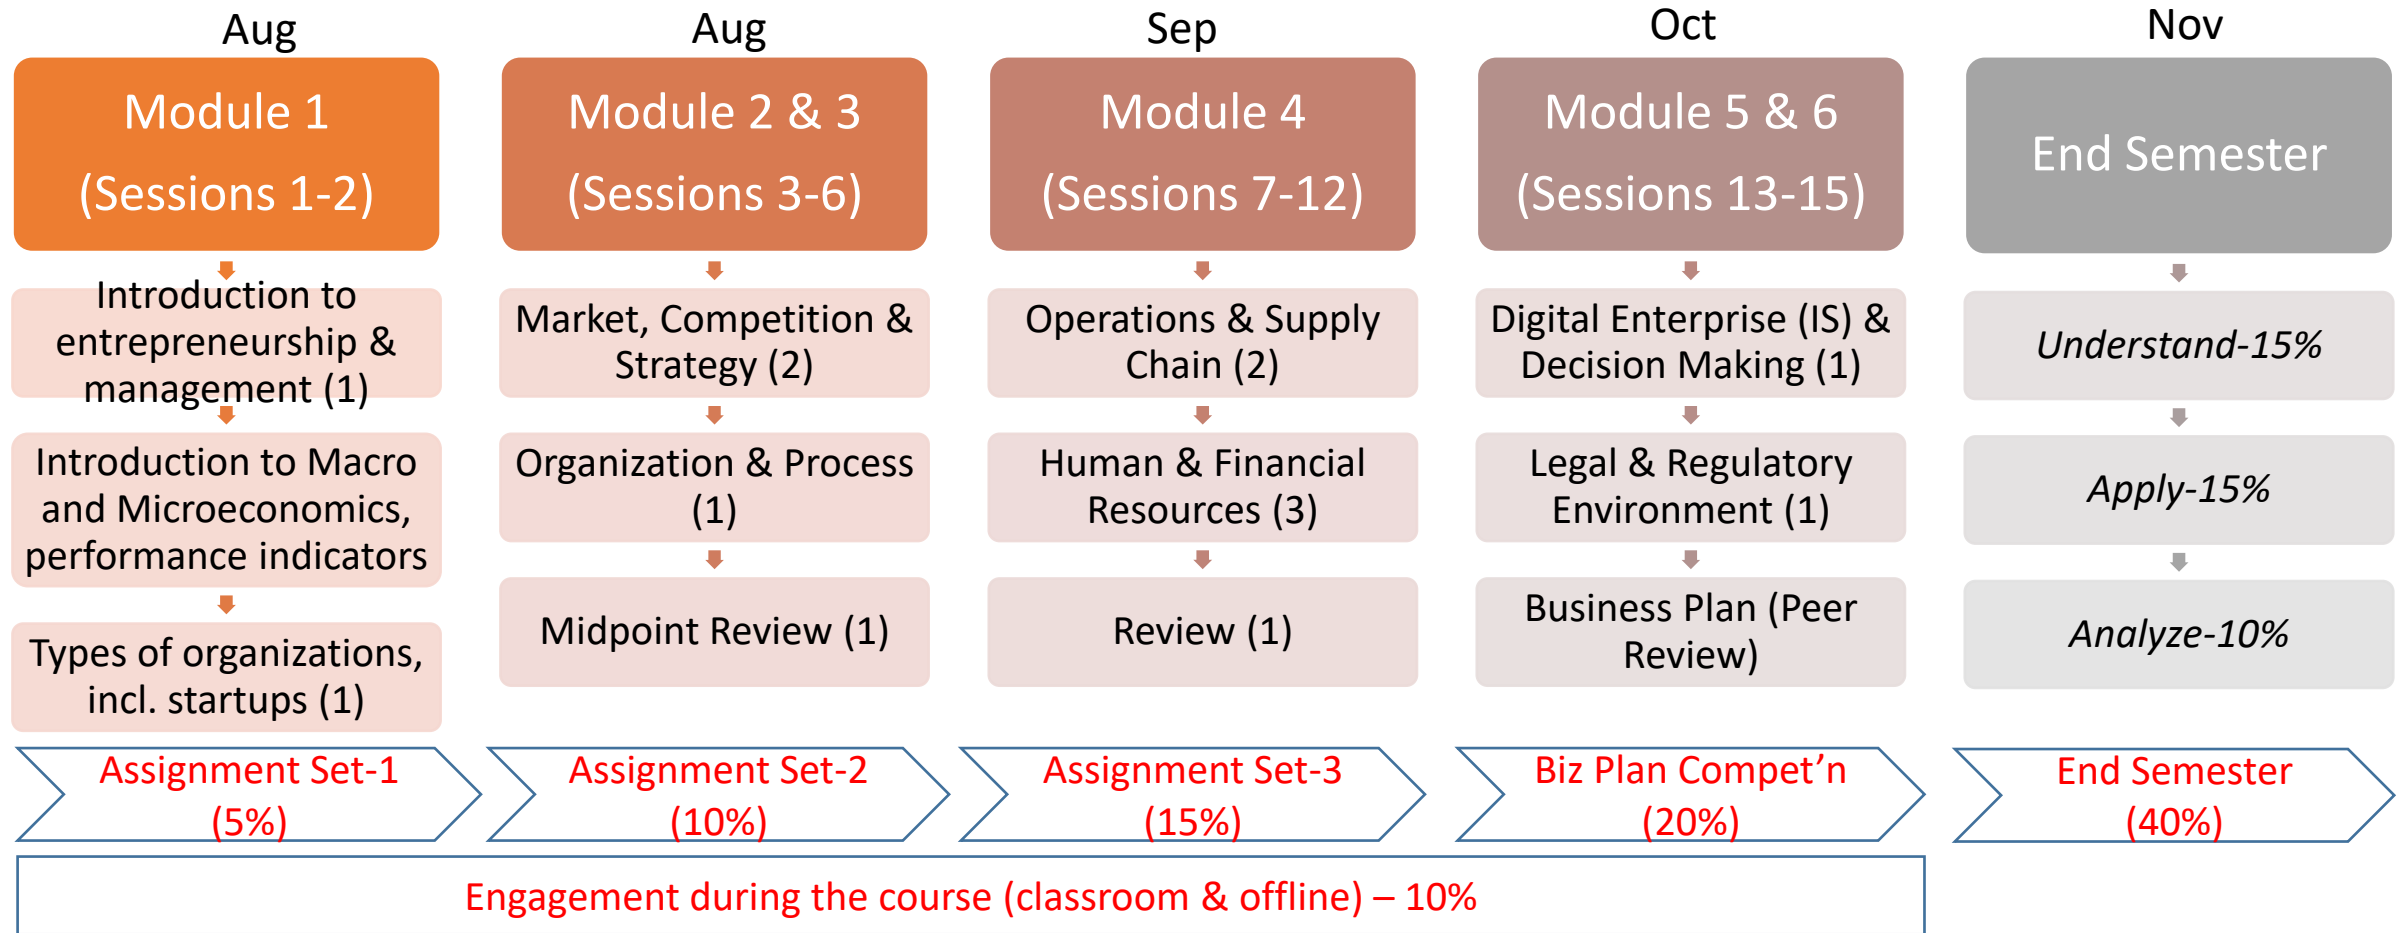 Aug
Module 1
(Sessions 1-2)
Introduction to
entrepreneurship &
management (1)
Introduction to Macro
and Microeconomics,
performance indicators
Types of organizations,
incl. startups (1)
Assignment Set-1
(5%)
Aug
Module 2 & 3
(Sessions 3-6)
Market, Competition &
Strategy (2)
Organization & Process
(1)
Midpoint Review (1)
Assignment Set-2
(10%)
Sep
Module 4
(Sessions 7-12)
Operations & Supply
Chain (2)
Human & Financial
Resources (3)
Review (1)
Assignment Set-3
(15%)
Oct
Module 5 & 6
(Sessions 13-15)
Digital Enterprise (IS) &
Decision Making (1)
Legal & Regulatory
Environment (1)
Business Plan (Peer
Review)
Biz Plan Compet’n
(20%)
Nov
End Semester
Understand-15%
Apply-15%
Analyze-10%
End Semester
(40%)
Engagement during the course (classroom & offline) – 10%